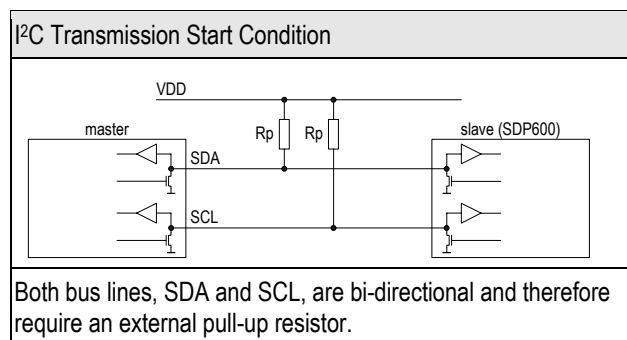 I²C Transmission Start Condition
VDD
master
Rp
Rp
slave (SDP600)
SDA
SCL
Both bus lines, SDA and SCL, are bi-directional and therefore
require an external pull-up resistor.